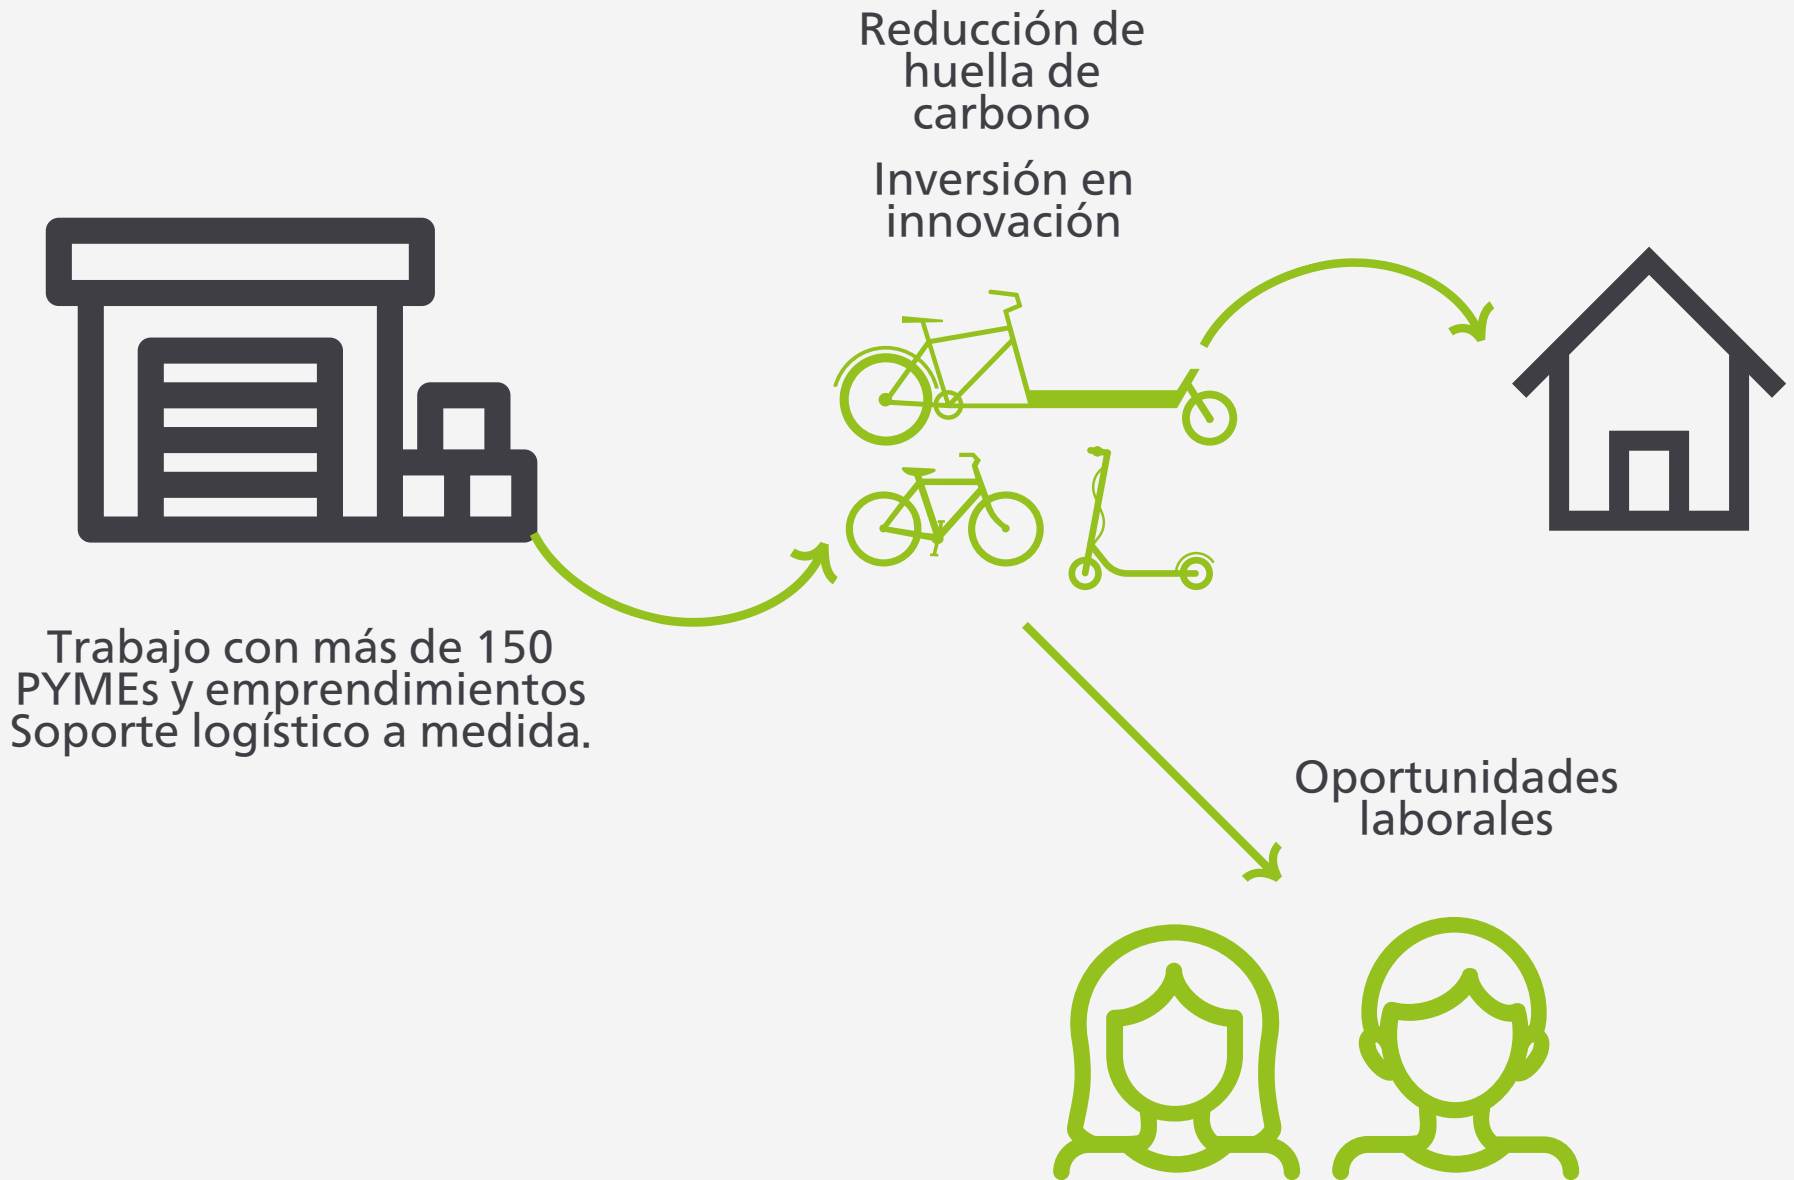 Reducción de
huella de
carbono
Inversión en
innovación
Trabajo con más de 150
PYMEs y emprendimientos
Soporte logístico a medida.
Oportunidades
laborales